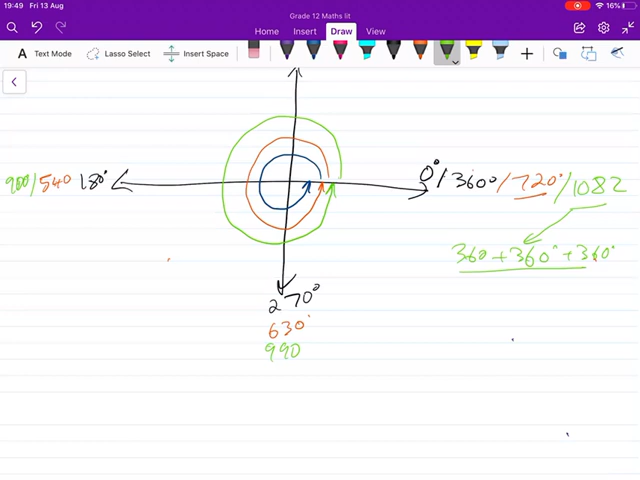 19:49 Fri 13 Aug
16%
Grade 12 Maths lit
Home Insert Draw View
Text Mode Lasso Select Insert Space
900/540 180° 0°/360°/720°/1082
360+360°+360°
270°
630°
990